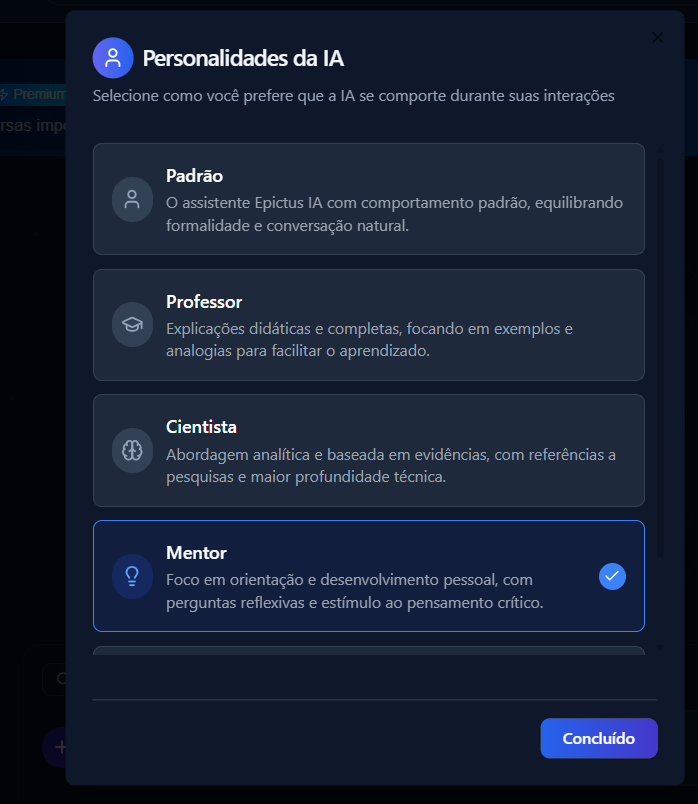 Personalidades da IA
Selecione como você prefere que a IA se comporte durante suas interações
Premium
rsas impo
Padrão
O assistente Epictus IA com comportamento padrão, equilibrando
formalidade e conversação natural.
Professor
Explicações didáticas e completas, focando em exemplos e
analogias para facilitar o aprendizado.
Cientista
Abordagem analítica e baseada em evidências, com referências a
pesquisas e maior profundidade técnica.
Mentor
Foco em orientação e desenvolvimento pessoal, com
perguntas reflexivas e estímulo ao pensamento crítico.
Concluído